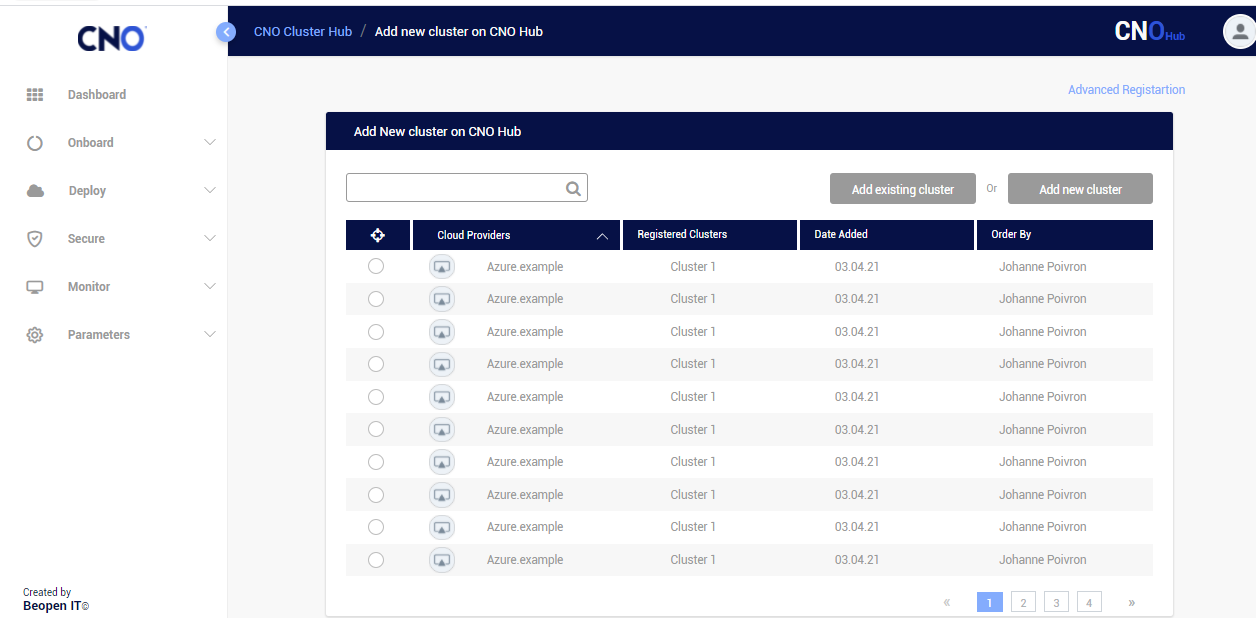 CNO
CNO Cluster Hub / Add new cluster on CNO Hub
CNO Hub
Dashboard
Onboard
Deploy
Secure
Monitor
Parameters
Created by
Beopen IT©
Advanced Registartion
Add New cluster on CNO Hub
Add existing cluster Or Add new cluster
Cloud Providers Registered Clusters Date Added Order By
Azure.example Cluster 1 03.04.21 Johanne Poivron
Azure.example Cluster 1 03.04.21 Johanne Poivron
Azure.example Cluster 1 03.04.21 Johanne Poivron
Azure.example Cluster 1 03.04.21 Johanne Poivron
Azure.example Cluster 1 03.04.21 Johanne Poivron
Azure.example Cluster 1 03.04.21 Johanne Poivron
Azure.example Cluster 1 03.04.21 Johanne Poivron
Azure.example Cluster 1 03.04.21 Johanne Poivron
Azure.example Cluster 1 03.04.21 Johanne Poivron
Azure.example Cluster 1 03.04.21 Johanne Poivron
« 1 2 3 4 »